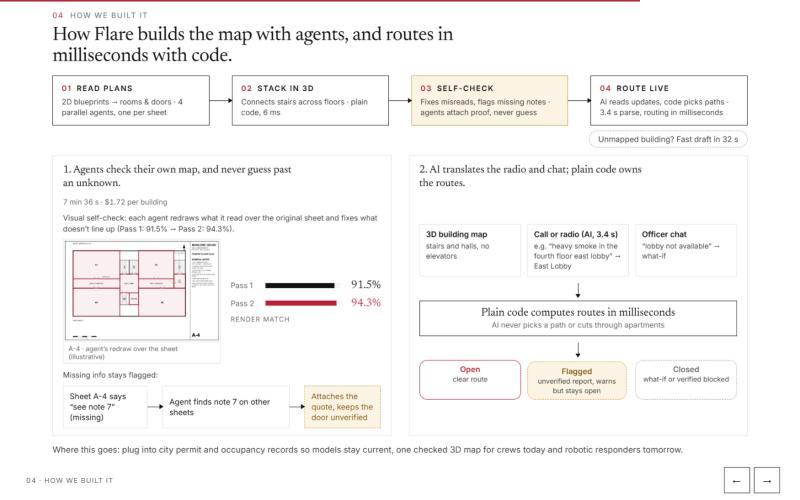 04 HOW WE BUILT IT
How Flare builds the map with agents, and routes in
milliseconds with code.
01 READ PLANS
2D blueprints → rooms & doors · 4
parallel agents, one per sheet
02 STACK IN 3D
Connects stairs across floors · plain
code, 6 ms
03 SELF-CHECK
Fixes misreads, flags missing notes ·
agents attach proof, never guess
04 ROUTE LIVE
AI reads updates, code picks paths ·
3.4 s parse, routing in milliseconds
Unmapped building? Fast draft in 32 s
1. Agents check their own map, and never guess past
an unknown.
7 min 36 s · $1.72 per building
Visual self-check: each agent redraws what it read over the original sheet and fixes what
doesn't line up (Pass 1: 91.5% → Pass 2: 94.3%).
A-4
A-4 · agent's redraw over the sheet
(illustrative)
Pass 1 91.5%
Pass 2 94.3%
RENDER MATCH
Missing info stays flagged:
Sheet A-4 says
"see note 7"
(missing)
Agent finds note 7 on other
sheets
Attaches the
quote, keeps the
door unverified
2. AI translates the radio and chat; plain code owns
the routes.
3D building map
stairs and halls, no
elevators
Call or radio (AI, 3.4 s)
e.g. "heavy smoke in the
fourth floor east lobby" →
East Lobby
Officer chat
"lobby not available" →
what-if
Plain code computes routes in milliseconds
AI never picks a path or cuts through apartments
Open
clear route
Flagged
unverified report, warns
but stays open
Closed
what-if or verified blocked
Where this goes: plug into city permit and occupancy records so models stay current, one checked 3D map for crews today and robotic responders tomorrow.
04 · HOW WE BUILT IT
← →